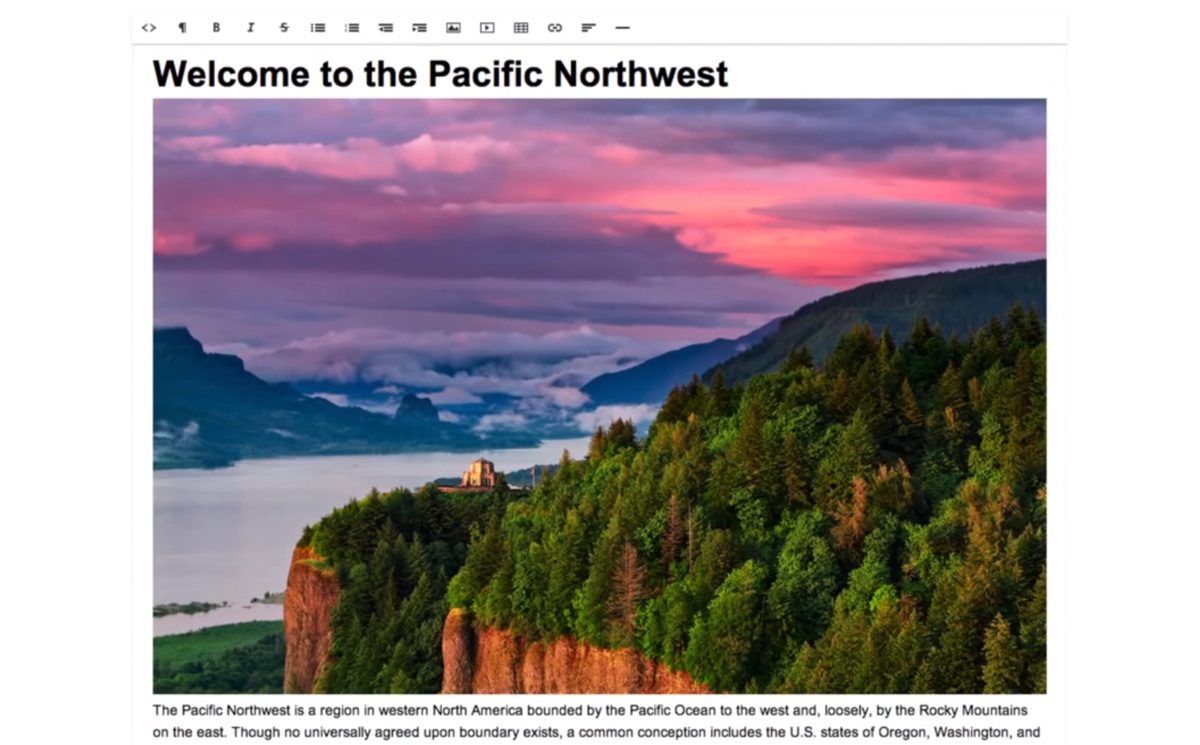 B I S
Welcome to the Pacific Northwest
The Pacific Northwest is a region in western North America bounded by the Pacific Ocean to the west and, loosely, by the Rocky Mountains
on the east. Though no universally agreed upon boundary exists, a common conception includes the U.S. states of Oregon, Washington, and